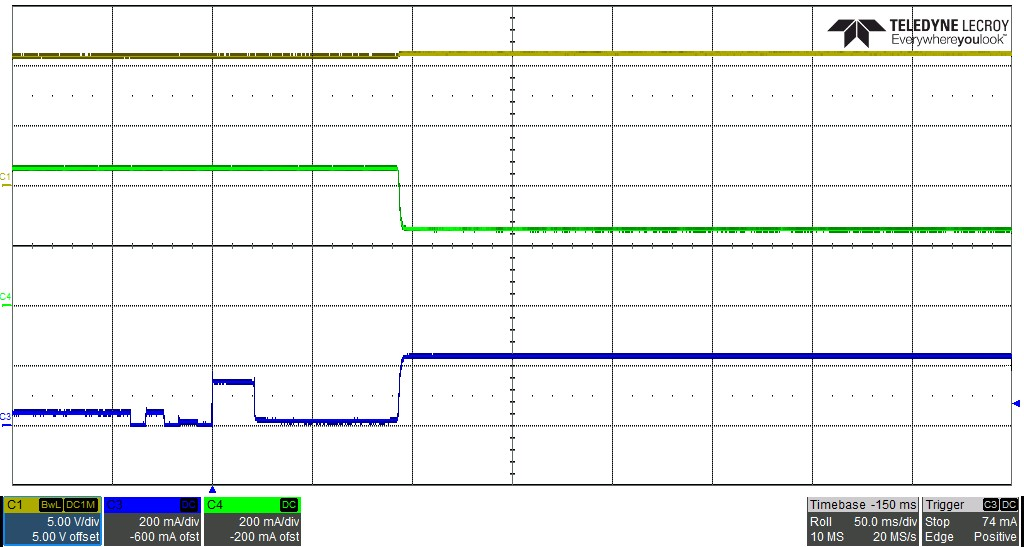 TELEDYNE LECROY
Everywhereyoulook™
C1
C4
C3
C1 BwL DC1M
5.00 V/div
5.00 V offset
C3 DC
200 mA/div
-600 mA ofst
C4 DC
200 mA/div
-200 mA ofst
Timebase -150 ms
Roll 50.0 ms/div
10 MS 20 MS/s
Trigger C3 DC
Stop 74 mA
Edge Positive